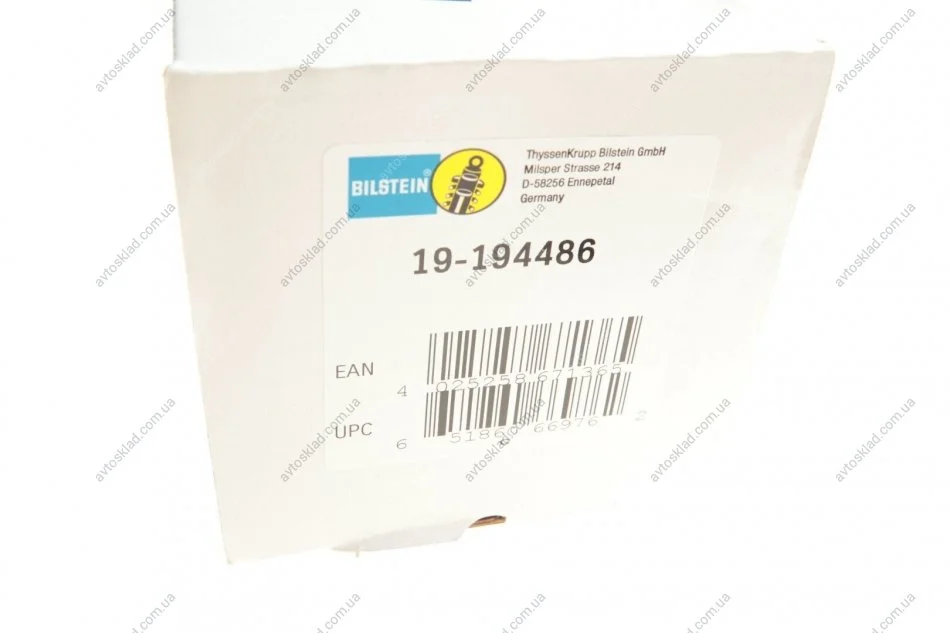 BILSTEIN®
ThyssenKrupp Bilstein GmbH
Milsper Strasse 214
D-58256 Ennepetal
Germany
19-194486
EAN
4 025258 671365
UPC
6 51860 66976 2
avtosklad.com.ua